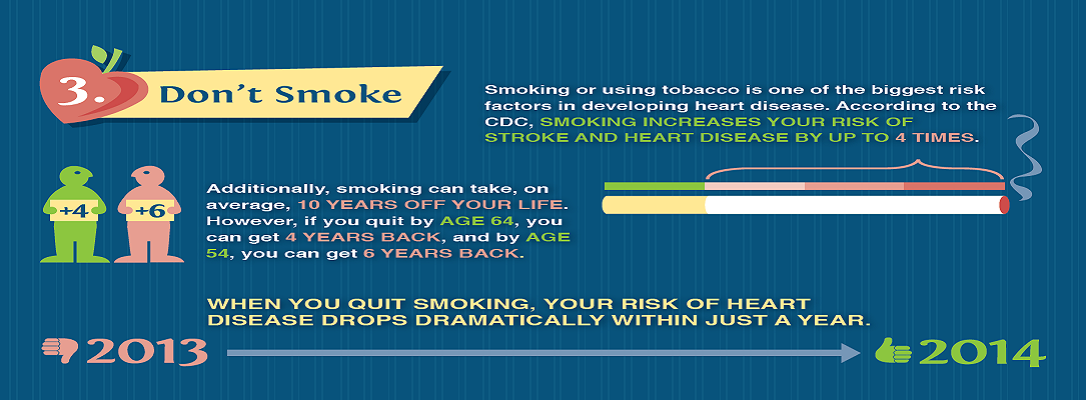 3. Don't Smoke
Smoking or using tobacco is one of the biggest risk
factors in developing heart disease. According to the
CDC, SMOKING INCREASES YOUR RISK OF
STROKE AND HEART DISEASE BY UP TO 4 TIMES.
+4 +6
Additionally, smoking can take, on
average, 10 YEARS OFF YOUR LIFE.
However, if you quit by AGE 64, you
can get 4 YEARS BACK, and by AGE
54, you can get 6 YEARS BACK.
WHEN YOU QUIT SMOKING, YOUR RISK OF HEART
DISEASE DROPS DRAMATICALLY WITHIN JUST A YEAR.
2013 2014